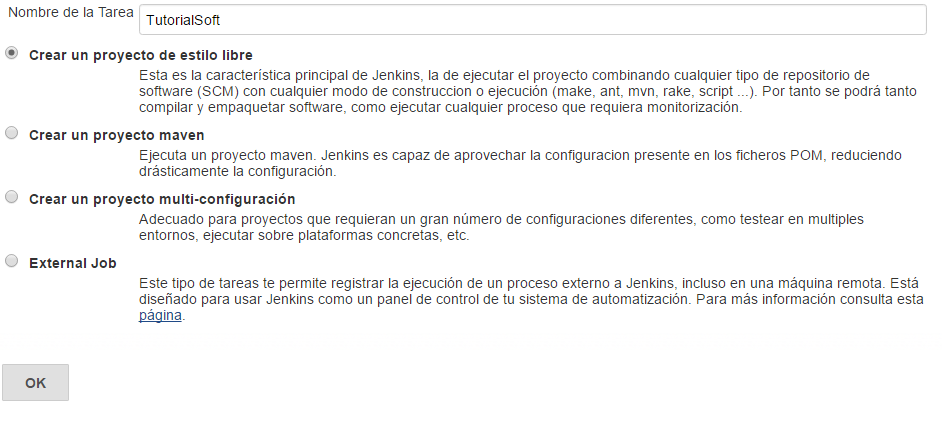 Nombre de la Tarea TutorialSoft
Crear un proyecto de estilo libre
Esta es la característica principal de Jenkins, la de ejecutar el proyecto combinando cualquier tipo de repositorio de
software (SCM) con cualquier modo de construccion o ejecución (make, ant, mvn, rake, script ...). Por tanto se podrá tanto
compilar y empaquetar software, como ejecutar cualquier proceso que requiera monitorización.
Crear un proyecto maven
Ejecuta un proyecto maven. Jenkins es capaz de aprovechar la configuracion presente en los ficheros POM, reduciendo
drásticamente la configuración.
Crear un proyecto multi-configuración
Adecuado para proyectos que requieran un gran número de configuraciones diferentes, como testear en multiples
entornos, ejecutar sobre plataformas concretas, etc.
External Job
Este tipo de tareas te permite registrar la ejecución de un proceso externo a Jenkins, incluso en una máquina remota. Está
diseñado para usar Jenkins como un panel de control de tu sistema de automatización. Para más información consulta esta
página.
OK